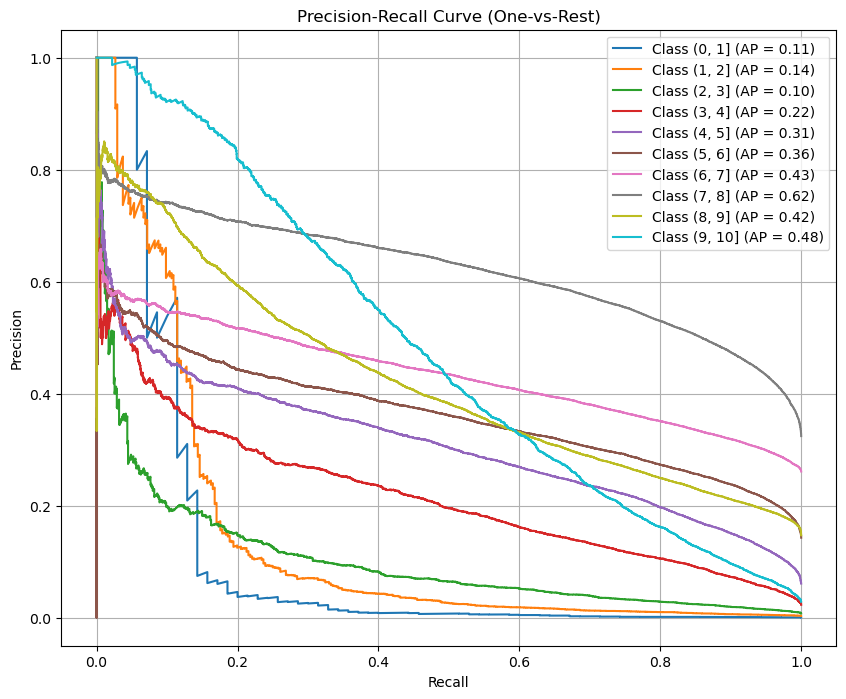 Precision-Recall Curve (One-vs-Rest)
Class (0, 1] (AP = 0.11)
Class (1, 2] (AP = 0.14)
Class (2, 3] (AP = 0.10)
Class (3, 4] (AP = 0.22)
Class (4, 5] (AP = 0.31)
Class (5, 6] (AP = 0.36)
Class (6, 7] (AP = 0.43)
Class (7, 8] (AP = 0.62)
Class (8, 9] (AP = 0.42)
Class (9, 10] (AP = 0.48)
Precision
1.0
0.8
0.6
0.4
0.2
0.0
0.0 0.2 0.4 0.6 0.8 1.0
Recall